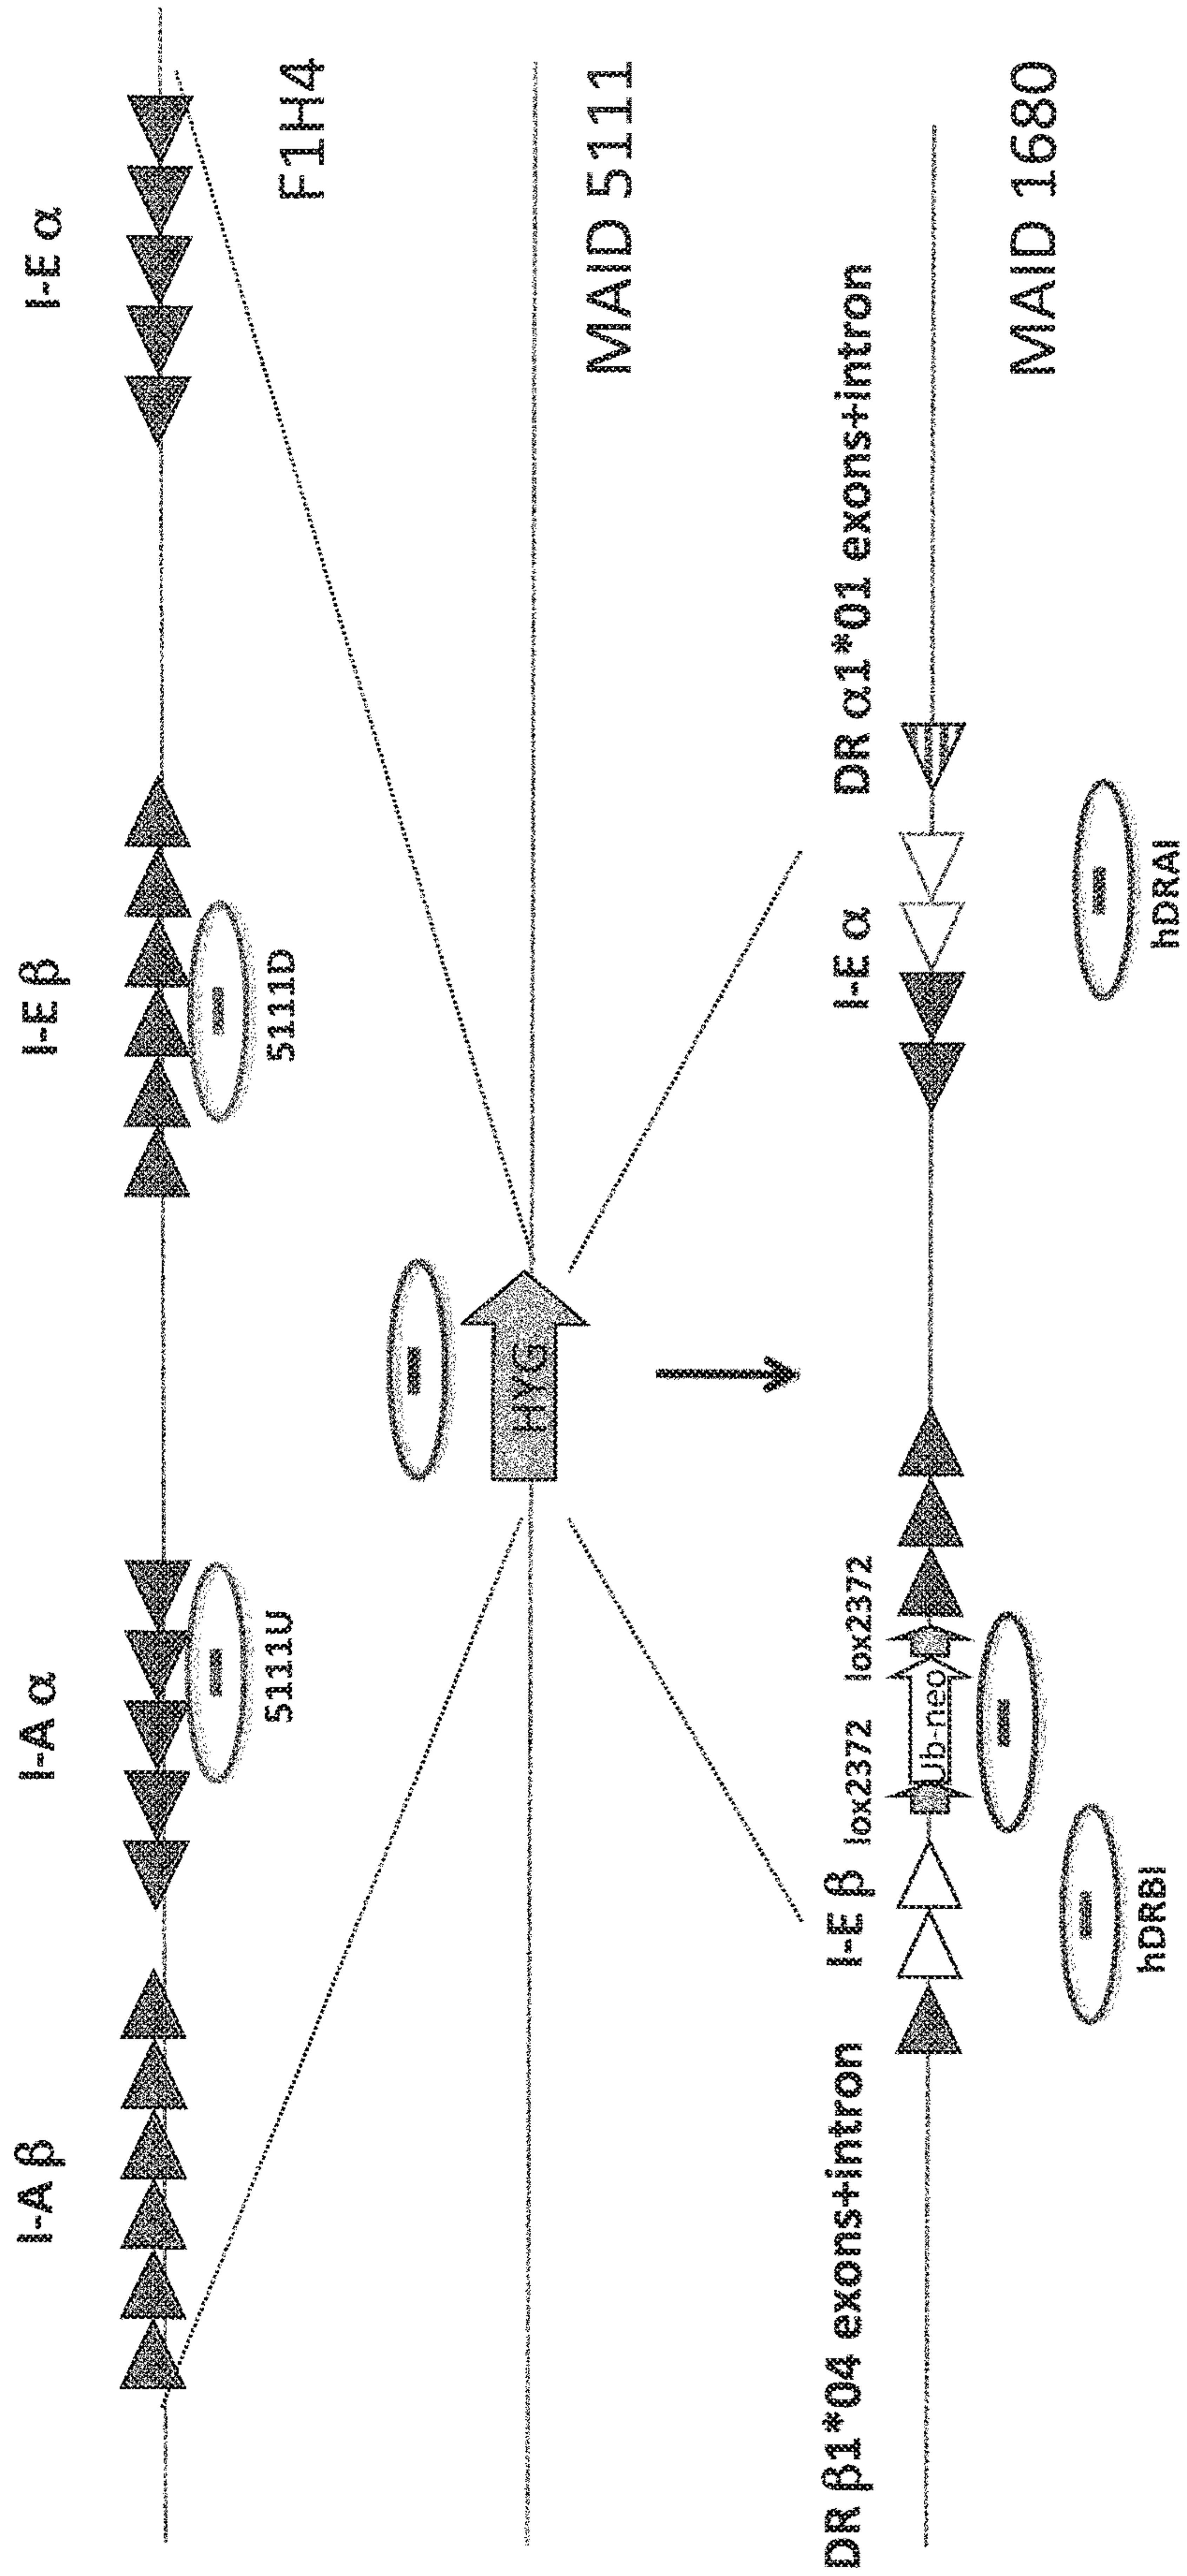 I-A β
I-A α
I-E β
I-E α
5111U
5111D
F1H4
HYG
MAID 5111
DR β1*04 exons+intron
I-E β
lox2372
lox2372
I-E α
DR α1*01 exons+intron
Ub-neo
MAID 1680
hDRBI
hDRAI